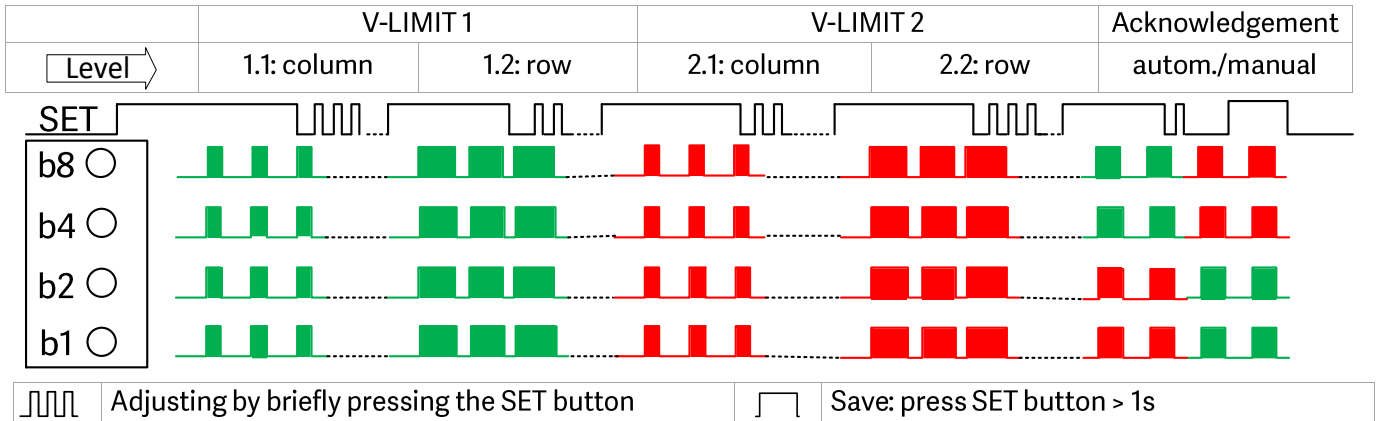 V-LIMIT 1 V-LIMIT 2 Acknowledgement
Level 1.1: column 1.2: row 2.1: column 2.2: row autom./manual
SET
b8
b4
b2
b1
Adjusting by briefly pressing the SET button Save: press SET button > 1s